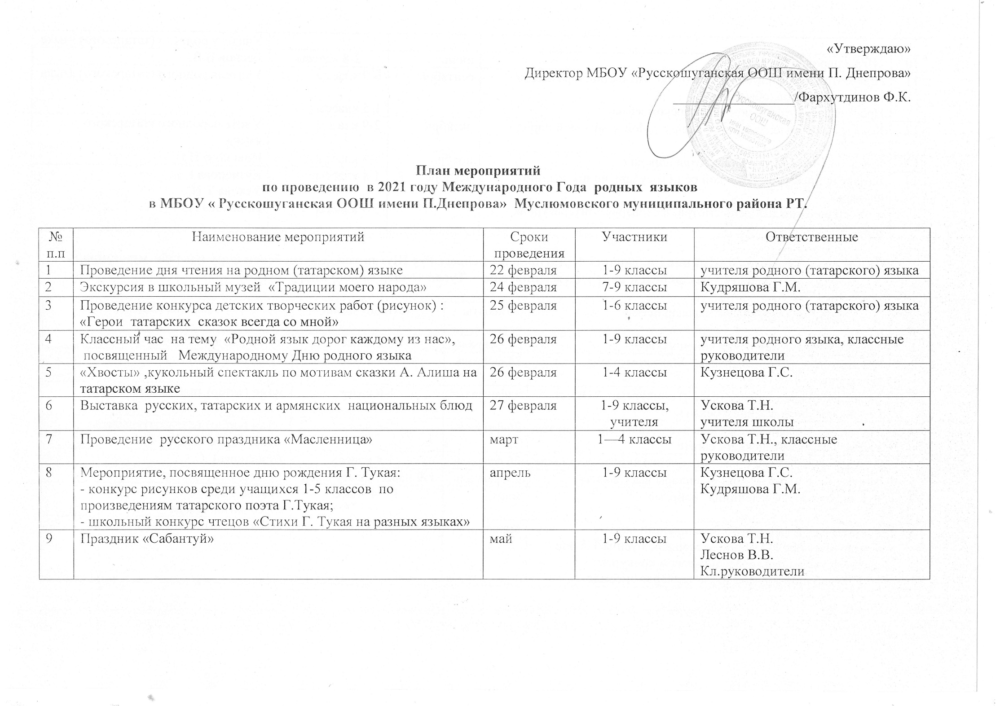 «Утверждаю»
Директор МБОУ «Русскошуганская ООШ имени П. Днепрова»
/Фархутдинов Ф.К.
Русскошуганская
ООШ
План мероприятий
по проведению в 2021 году Международного Года родных языков
в МБОУ « Русскошуганская ООШ имени П.Днепрова» Муслюмовского муниципального района РТ.
№ п.п Наименование мероприятий Сроки проведения Участники Ответственные
1 Проведение дня чтения на родном (татарском) языке 22 февраля 1-9 классы учителя родного (татарского) языка
2 Экскурсия в школьный музей «Традиции моего народа» 24 февраля 7-9 классы Кудряшова Г.М.
3 Проведение конкурса детских творческих работ (рисунок) : 25 февраля 1-6 классы учителя родного (татарского) языка
«Герои татарских сказок всегда со мной»
4 Классный час на тему «Родной язык дорог каждому из нас», 26 февраля 1-9 классы учителя родного языка, классные
посвященный Международному Дню родного языка руководители
5 «Хвосты» ,кукольный спектакль по мотивам сказки А. Алиша на 26 февраля 1-4 классы Кузнецова Г.С.
татарском языке
6 Выставка русских, татарских и армянских национальных блюд 27 февраля 1-9 классы, Ускова Т.Н.
учителя учителя школы
7 Проведение русского праздника «Масленница» март 1—4 классы Ускова Т.Н., классные
руководители
8 Мероприятие, посвященное дню рождения Г. Тукая: апрель 1-9 классы Кузнецова Г.С.
- конкурс рисунков среди учащихся 1-5 классов по Кудряшова Г.М.
произведениям татарского поэта Г.Тукая;
- школьный конкурс чтецов «Стихи Г. Тукая на разных языках»
9 Праздник «Сабантуй» май 1-9 классы Ускова Т.Н.
Леснов В.В.
Кл.руководители